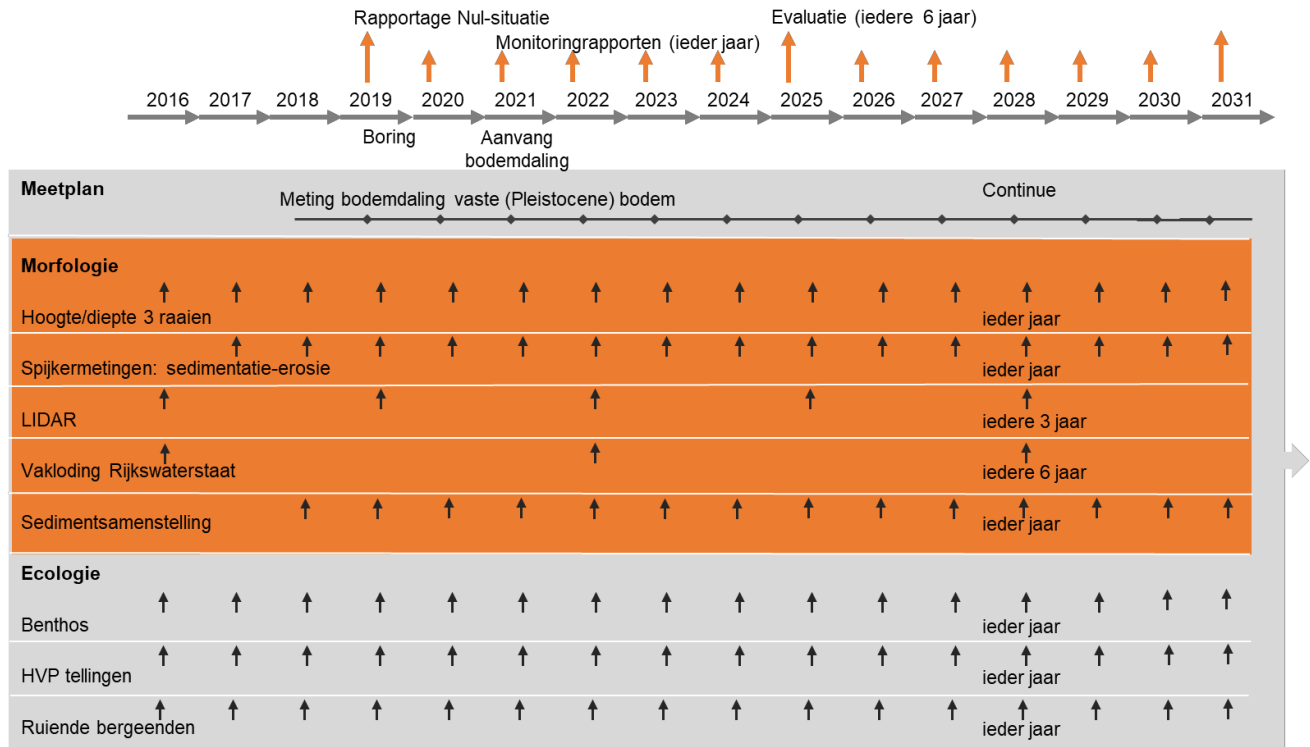 Rapportage Nul-situatie
Evaluatie (iedere 6 jaar)
Monitoringrapporten (ieder jaar)
2016 2017 2018 2019 2020 2021 2022 2023 2024 2025 2026 2027 2028 2029 2030 2031
Boring
Aanvang
bodemdaling
Meetplan
Meting bodemdaling vaste (Pleistocene) bodem
Continue
Morfologie
Hoogte/diepte 3 raaien
ieder jaar
Spijkermetingen: sedimentatie-erosie
ieder jaar
LIDAR
iedere 3 jaar
Vakloding Rijkswaterstaat
iedere 6 jaar
Sedimentsamenstelling
ieder jaar
Ecologie
Benthos
ieder jaar
HVP tellingen
ieder jaar
Ruiende bergeenden
ieder jaar